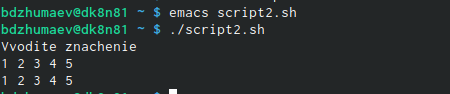 bdzhumaev@dk8n81 ~ $ emacs script2.sh
bdzhumaev@dk8n81 ~ $ ./script2.sh
Vvodite znachenie
1 2 3 4 5
1 2 3 4 5
bdzhumaev@dk8n81 ~ $